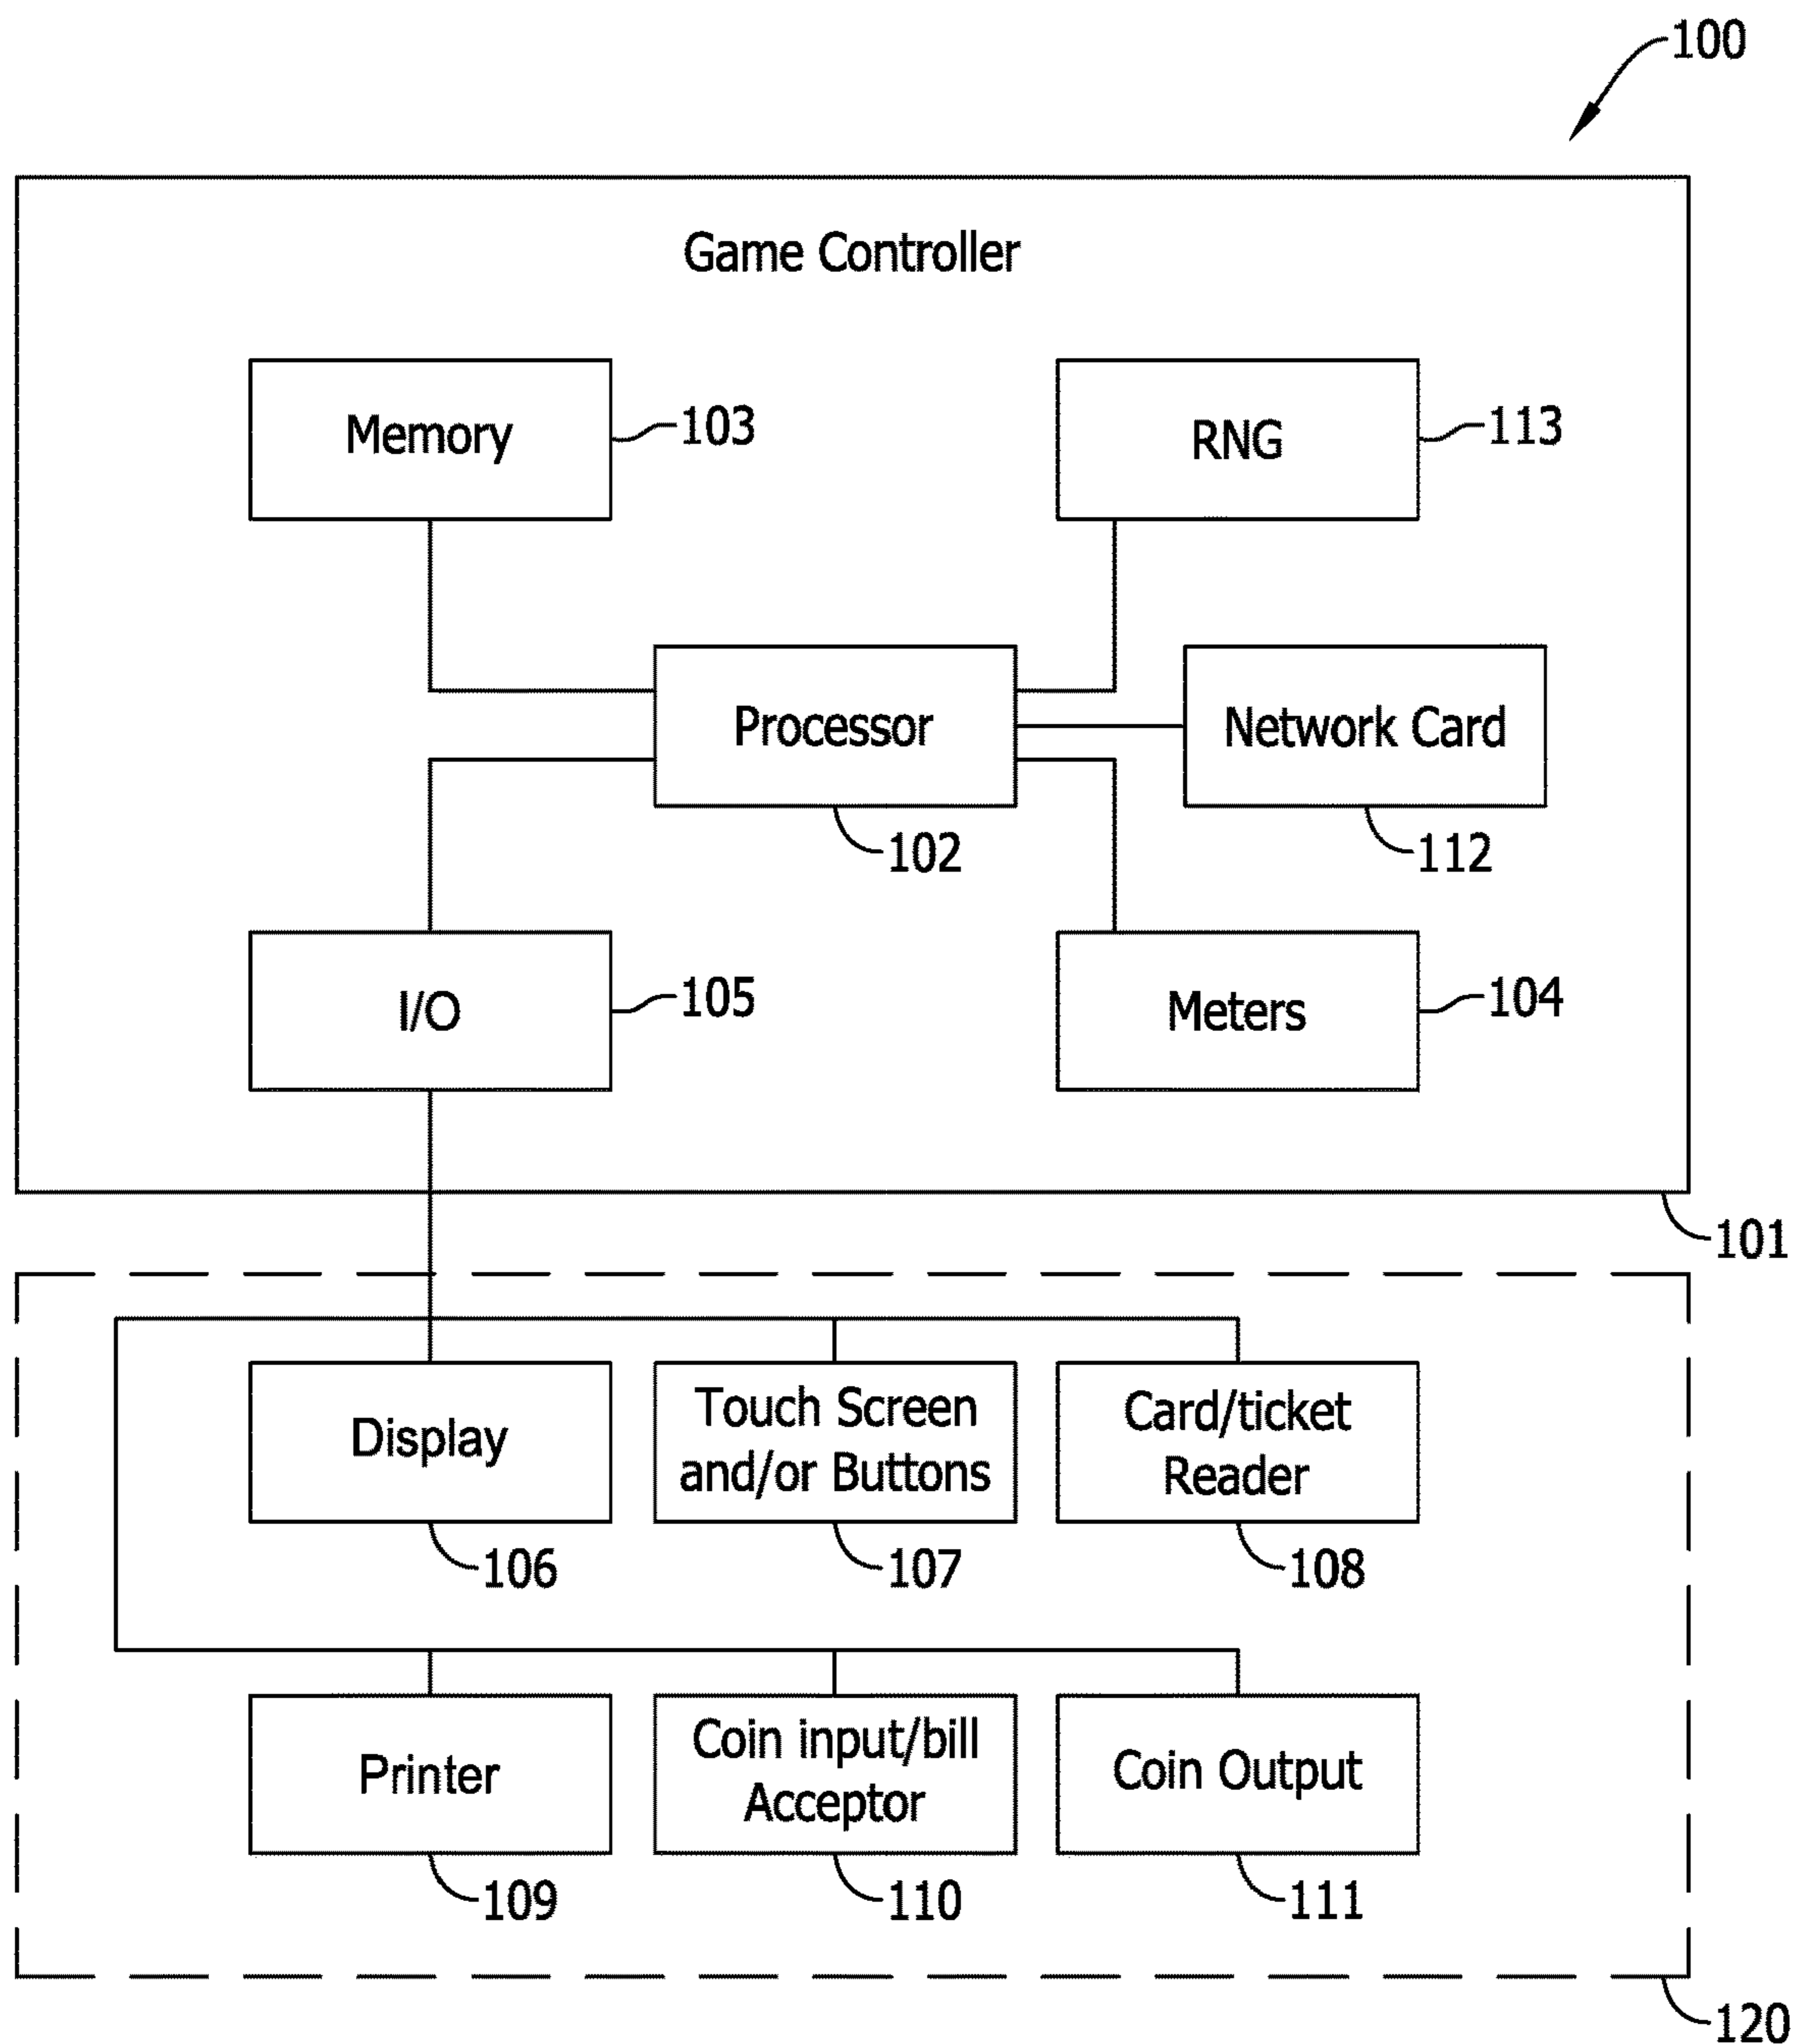 100
Game Controller
Memory
103
RNG
113
Processor
102
Network Card
112
I/O
105
Meters
104
101
Display
106
Touch Screen
and/or Buttons
107
Card/ticket
Reader
108
Printer
109
Coin input/bill
Acceptor
110
Coin Output
111
120